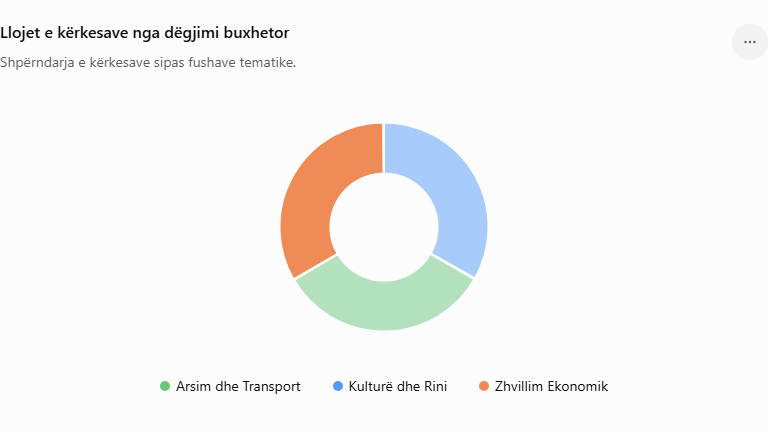 Llojet e kërkesave nga dëgjimi buxhetor
Shpërndarja e kërkesave sipas fushave tematike.
Arsim dhe Transport
Kulturë dhe Rini
Zhvillim Ekonomik